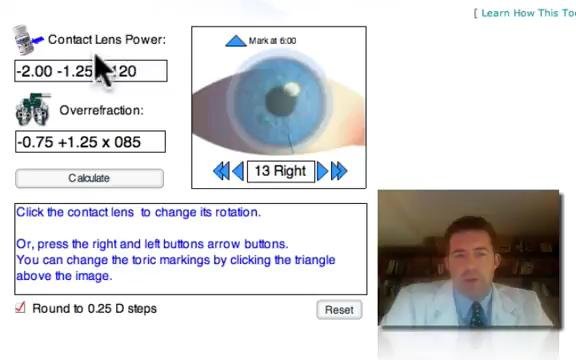 [ Learn How This Too
Contact Lens Power:
Mark at 6:00
-2.00 -1.25 120
Overrefraction:
-0.75 +1.25 x 085
13 Right
Calculate
Click the contact lens to change its rotation.
Or, press the right and left buttons arrow buttons.
You can change the toric markings by clicking the triangle
above the image.
Round to 0.25 D steps
Reset